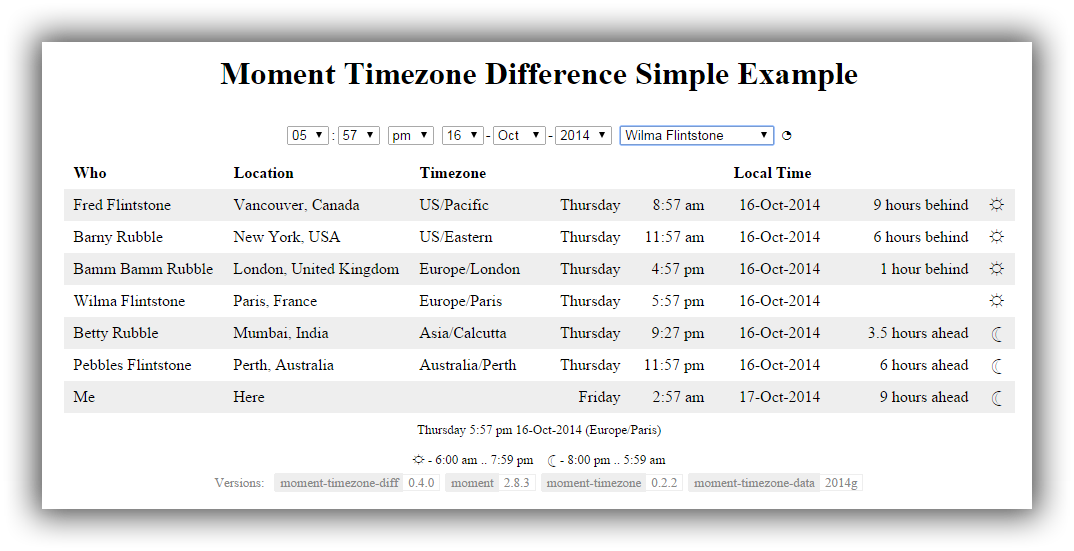 Moment Timezone Difference Simple Example
05 : 57 pm 16 - Oct - 2014 Wilma Flintstone
Who Location Timezone Local Time
Fred Flintstone Vancouver, Canada US/Pacific Thursday 8:57 am 16-Oct-2014 9 hours behind
Barny Rubble New York, USA US/Eastern Thursday 11:57 am 16-Oct-2014 6 hours behind
Bamm Bamm Rubble London, United Kingdom Europe/London Thursday 4:57 pm 16-Oct-2014 1 hour behind
Wilma Flintstone Paris, France Europe/Paris Thursday 5:57 pm 16-Oct-2014
Betty Rubble Mumbai, India Asia/Calcutta Thursday 9:27 pm 16-Oct-2014 3.5 hours ahead
Pebbles Flintstone Perth, Australia Australia/Perth Thursday 11:57 pm 16-Oct-2014 6 hours ahead
Me Here Friday 2:57 am 17-Oct-2014 9 hours ahead
Thursday 5:57 pm 16-Oct-2014 (Europe/Paris)
☼ - 6:00 am .. 7:59 pm ☾ - 8:00 pm .. 5:59 am
Versions: moment-timezone-diff 0.4.0 moment 2.8.3 moment-timezone 0.2.2 moment-timezone-data 2014g